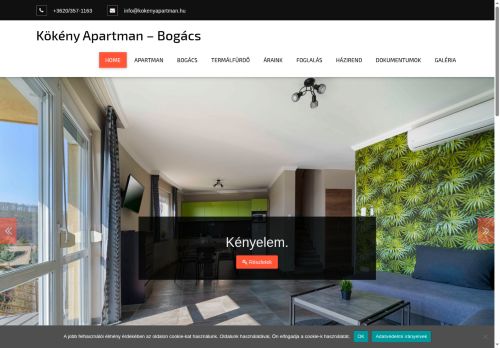 +3620/357-1163 info@kokenyapartman.hu
Kökény Apartman – Bogács
HOME APARTMAN BOGÁCS TERMÁLFÜRDŐ ÁRAINK FOGLALÁS HÁZIREND DOKUMENTUMOK GALÉRIA
Kényelem.
Részletek
A jobb felhasználói élmény érdekében az oldalon cookie-kat használunk. Oldalunk használatával, Ön elfogadja a cookie-k használatát. OK Adatvédelmi irányelvek